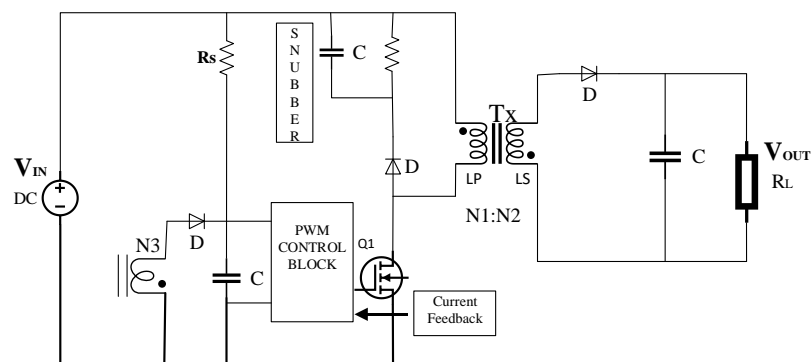 S
N
U
B
B
E
R
C
Rs
Tx
D
D
VIN
DC
LP
LS
C
VOUT
RL
N1:N2
N3
D
PWM
CONTROL
BLOCK
Q1
C
Current
Feedback